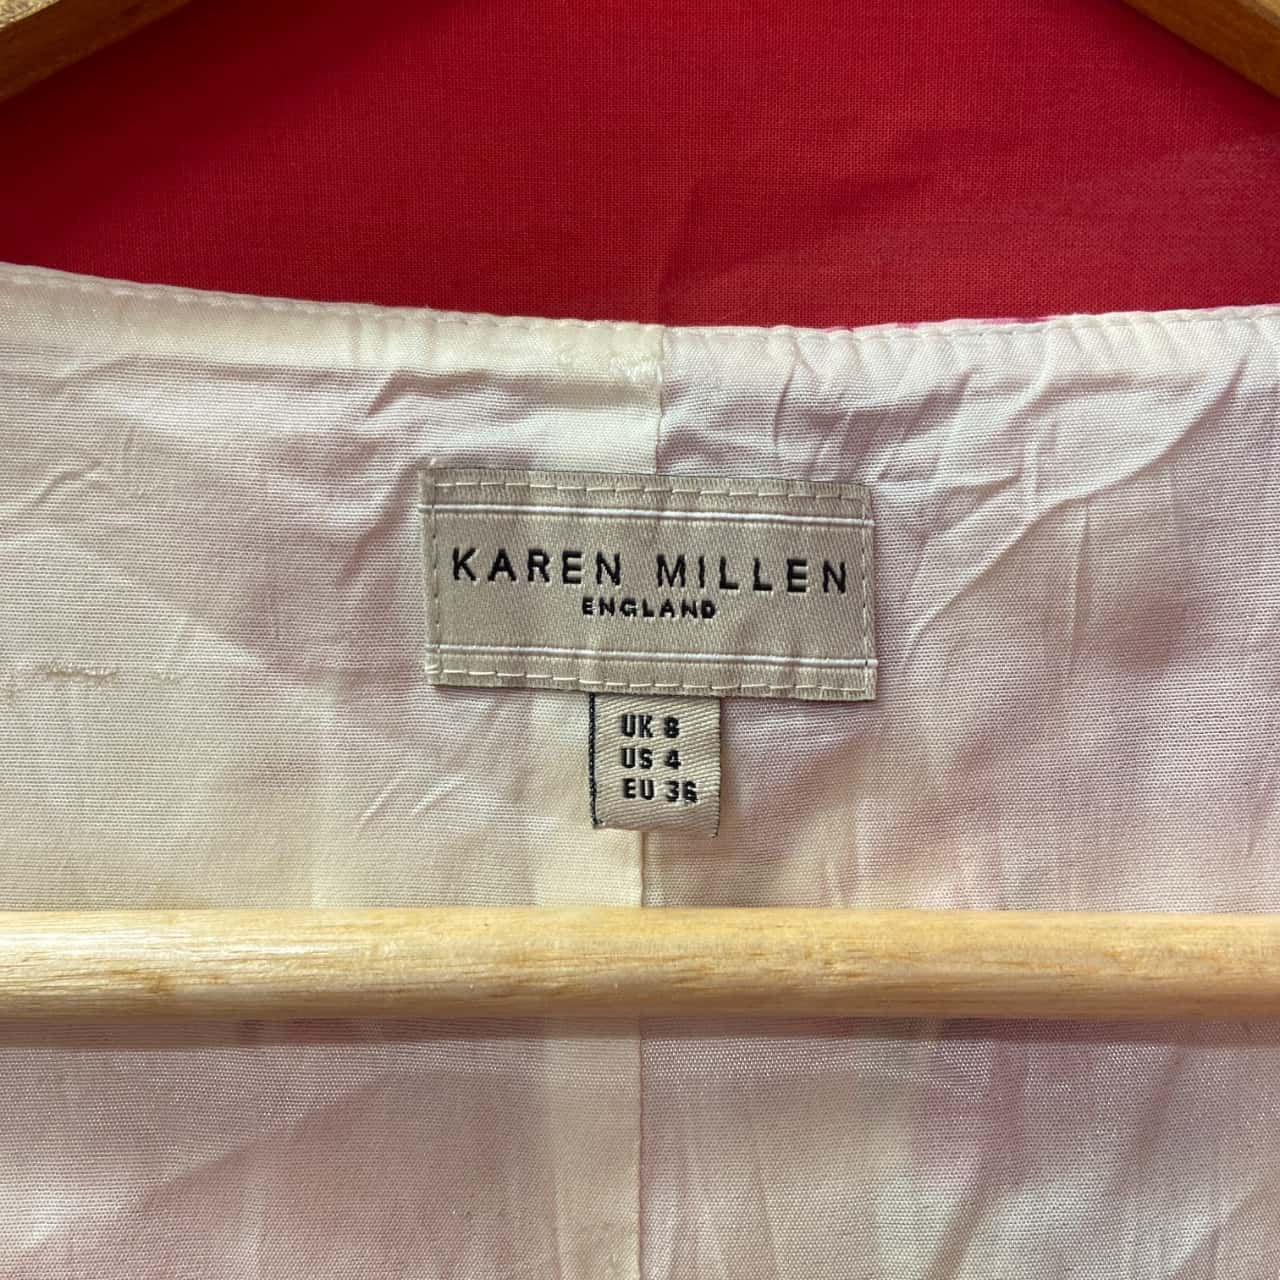 KAREN MILLEN
ENGLAND
UK 8
US 4
EU 36